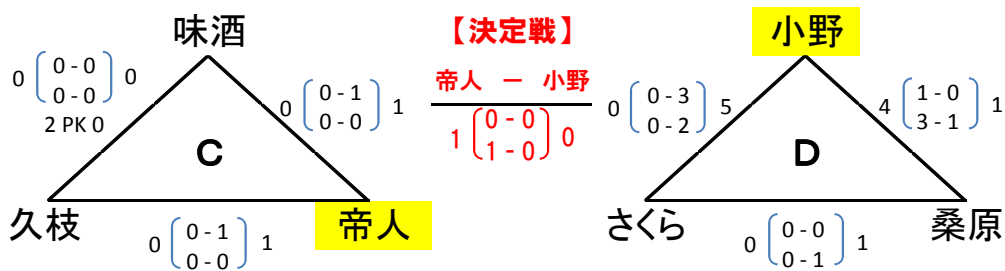 味酒
0 0-0 0
0-0
2 PK 0
0 0-1 1
0-0
C
久枝
帝人
0 0-1 1
0-0
【決定戦】
帝人 － 小野
1 0-0 0
1-0
小野
0 0-3 5
0-2
4 1-0 1
3-1
D
さくら
桑原
0 0-0 1
0-1